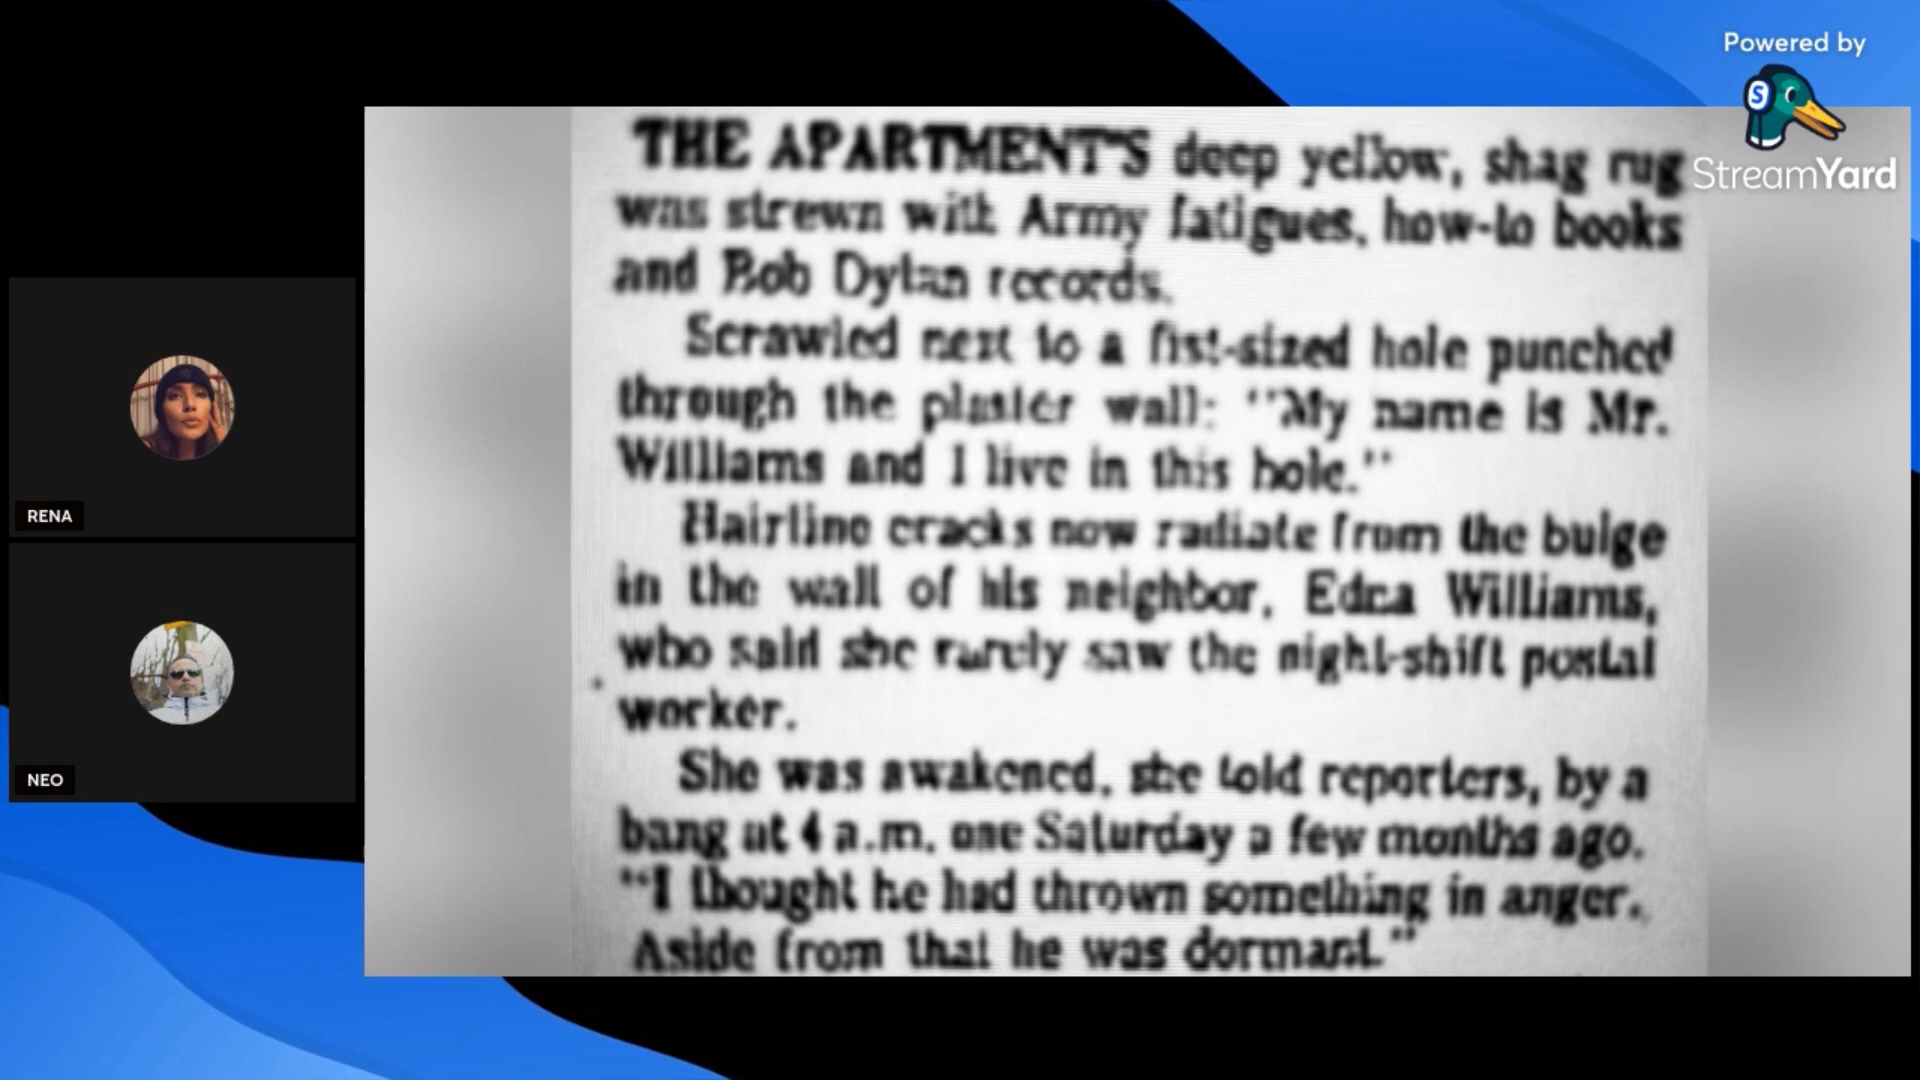 Powered by
StreamYard
THE APARTMENT'S deep yellow, shag rug
was strewn with Army fatigues, how-to books
and Bob Dylan records.
Scrawled next to a fist-sized hole punched
through the plaster wall: "My name is Mr.
Williams and I live in this hole."
Hairline cracks now radiate from the bulge
in the wall of his neighbor, Edna Williams,
who said she rarely saw the night-shift postal
worker.
She was awakened, she told reporters, by a
bang at 4 a.m. one Saturday a few months ago.
"I thought he had thrown something in anger.
Aside from that he was dormant."
RENA
NEO